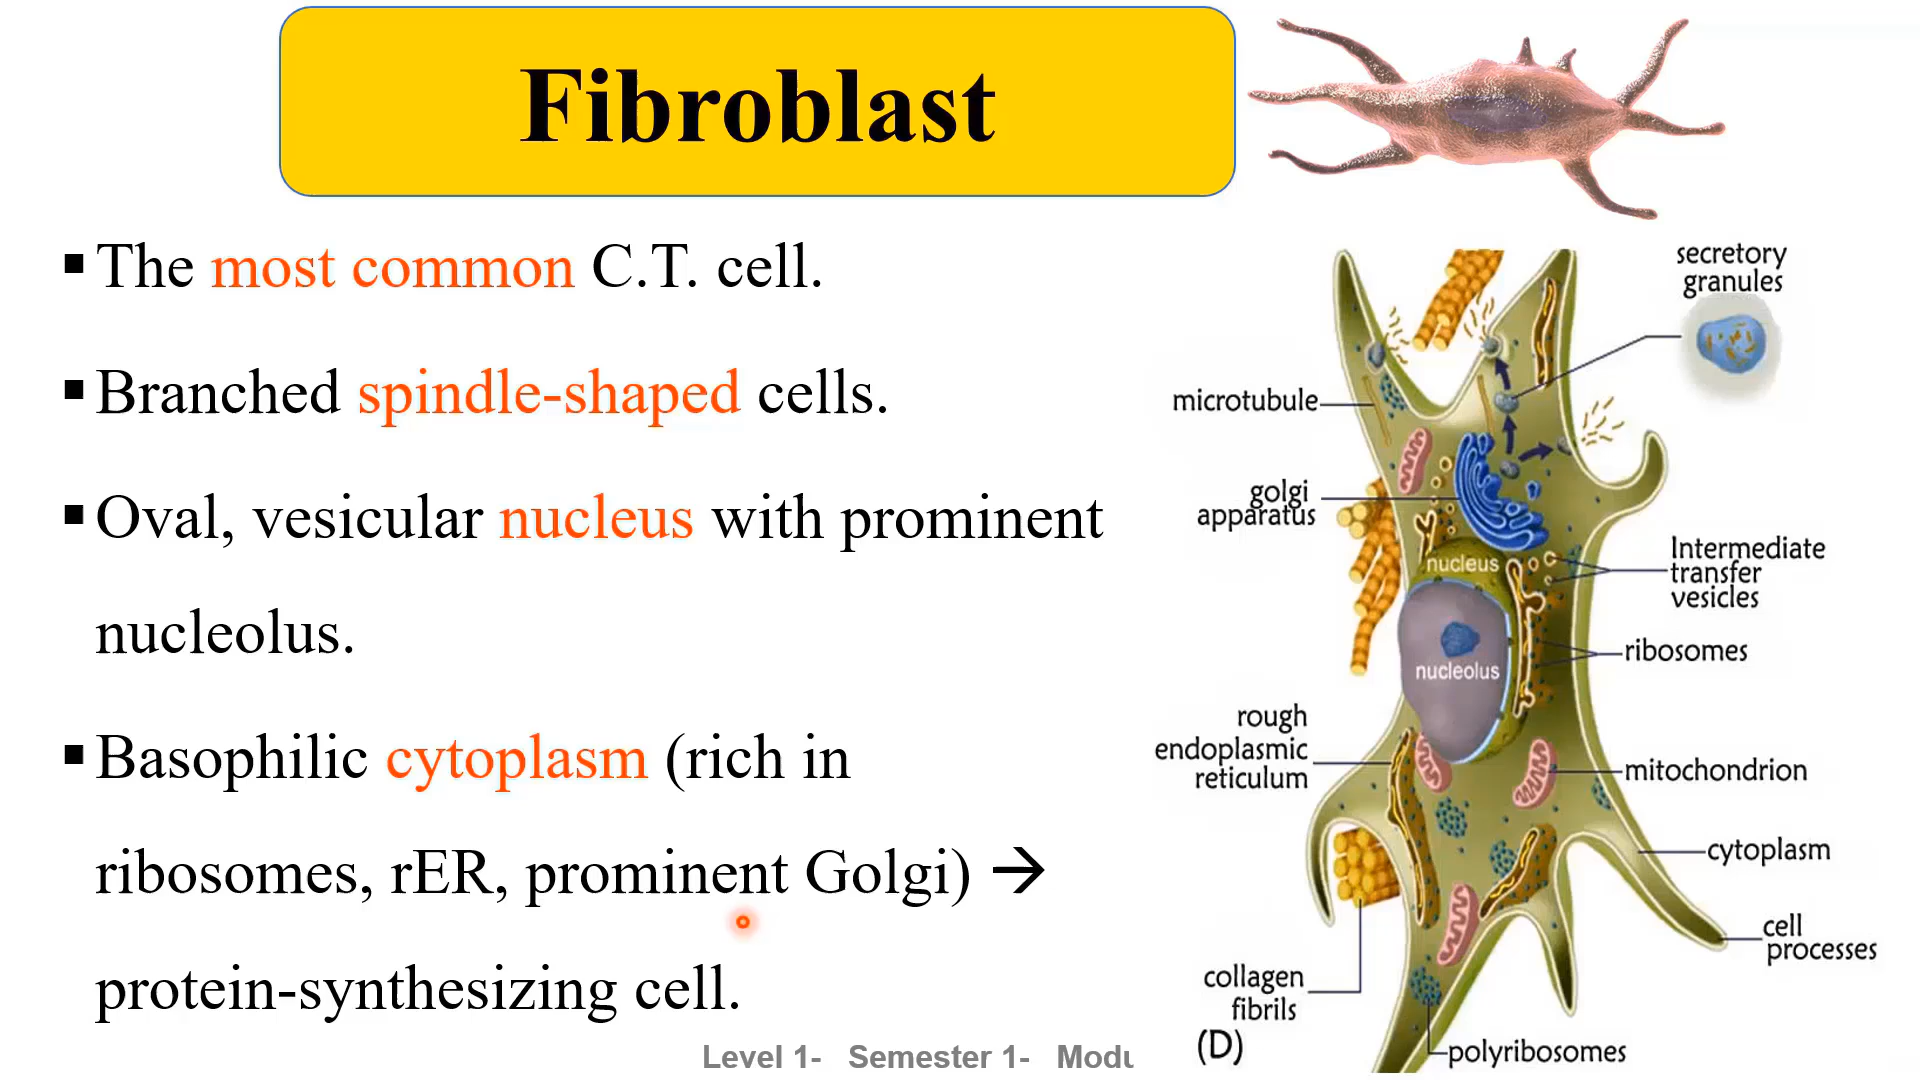 Fibroblast
▪The most common C.T. cell.
▪Branched spindle-shaped cells.
▪Oval, vesicular nucleus with prominent
nucleolus.
▪Basophilic cytoplasm (rich in
ribosomes, rER, prominent Golgi) →
protein-synthesizing cell.
secretory
granules
microtubule
golgi
apparatus
nucleus
Intermediate
transfer
vesicles
ribosomes
nucleolus
rough
endoplasmic
reticulum
mitochondrion
cytoplasm
cell
processes
collagen
fibrils
(D)
polyribosomes
Level 1- Semester 1- Modu